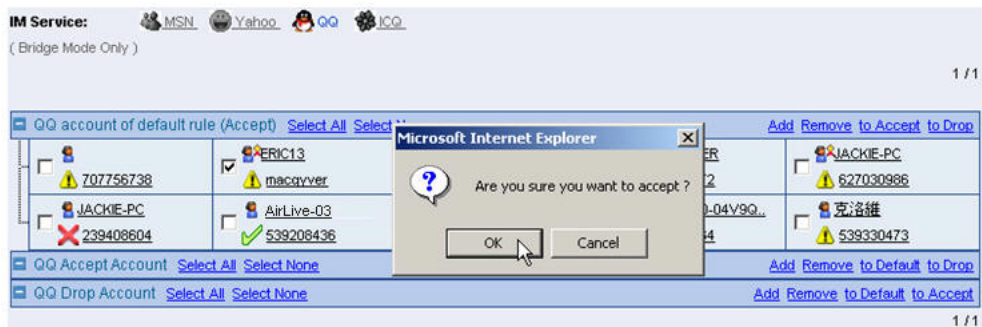 IM Service: MSN Yahoo QQ ICQ
( Bridge Mode Only )
1 / 1
QQ account of default rule (Accept) Select All Select Add Remove to Accept to Drop
ERIC13 JACKIE-PC
707756738 macqyver 627030986
JACKIE-PC AirLive-03 -04V9Q.. 克洛維
239408604 539208436 539330473
Microsoft Internet Explorer
Are you sure you want to accept ?
OK Cancel
QQ Accept Account Select All Select None Add Remove to Default to Drop
QQ Drop Account Select All Select None Add Remove to Default to Accept
1 / 1